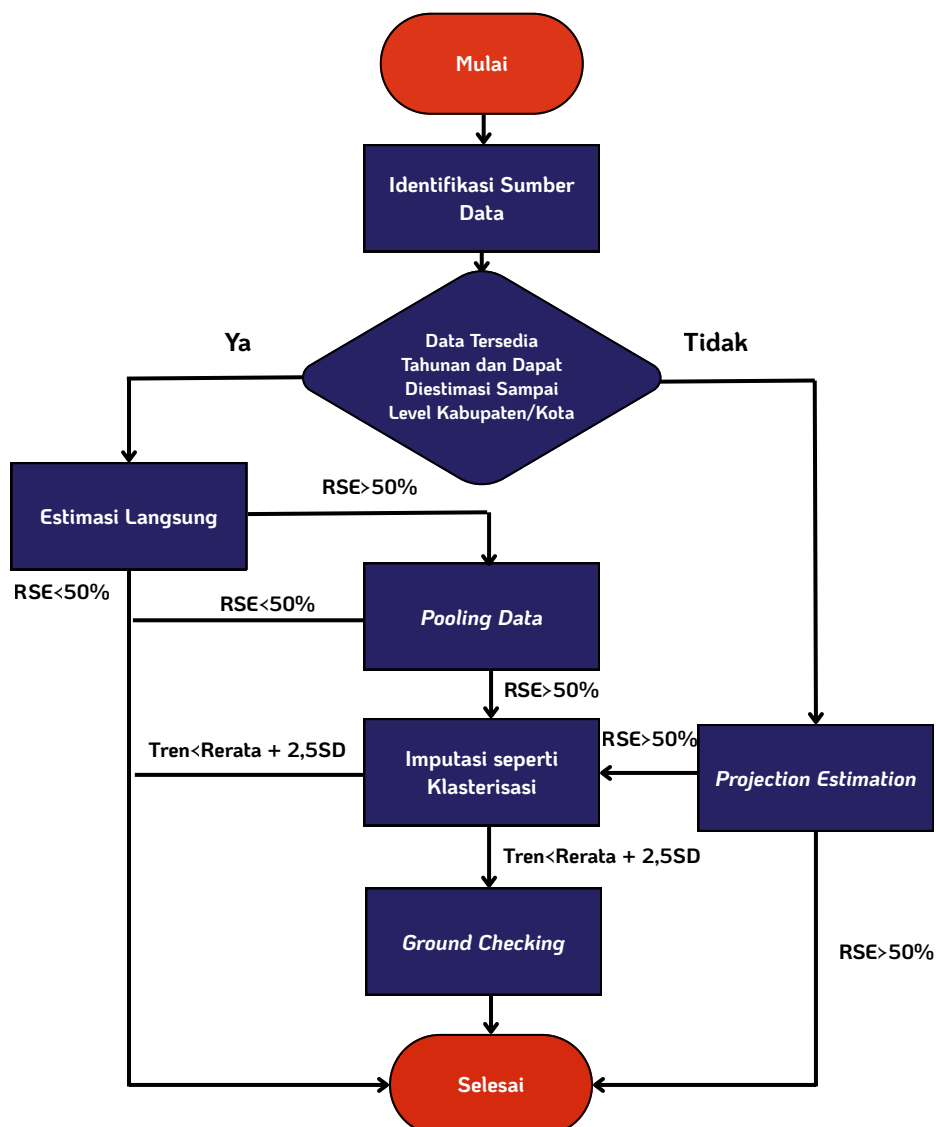 Mulai
Identifikasi Sumber
Data
Ya
Tidak
Data Tersedia
Tahunan dan Dapat
Diestimasi Sampai
Level Kabupaten/Kota
RSE>50%
Estimasi Langsung
RSE<50%
RSE<50%
Pooling Data
RSE>50%
Tren<Rerata + 2,5SD
Imputasi seperti
Klasterisasi
RSE>50%
Projection Estimation
Tren<Rerata + 2,5SD
Ground Checking
RSE>50%
Selesai